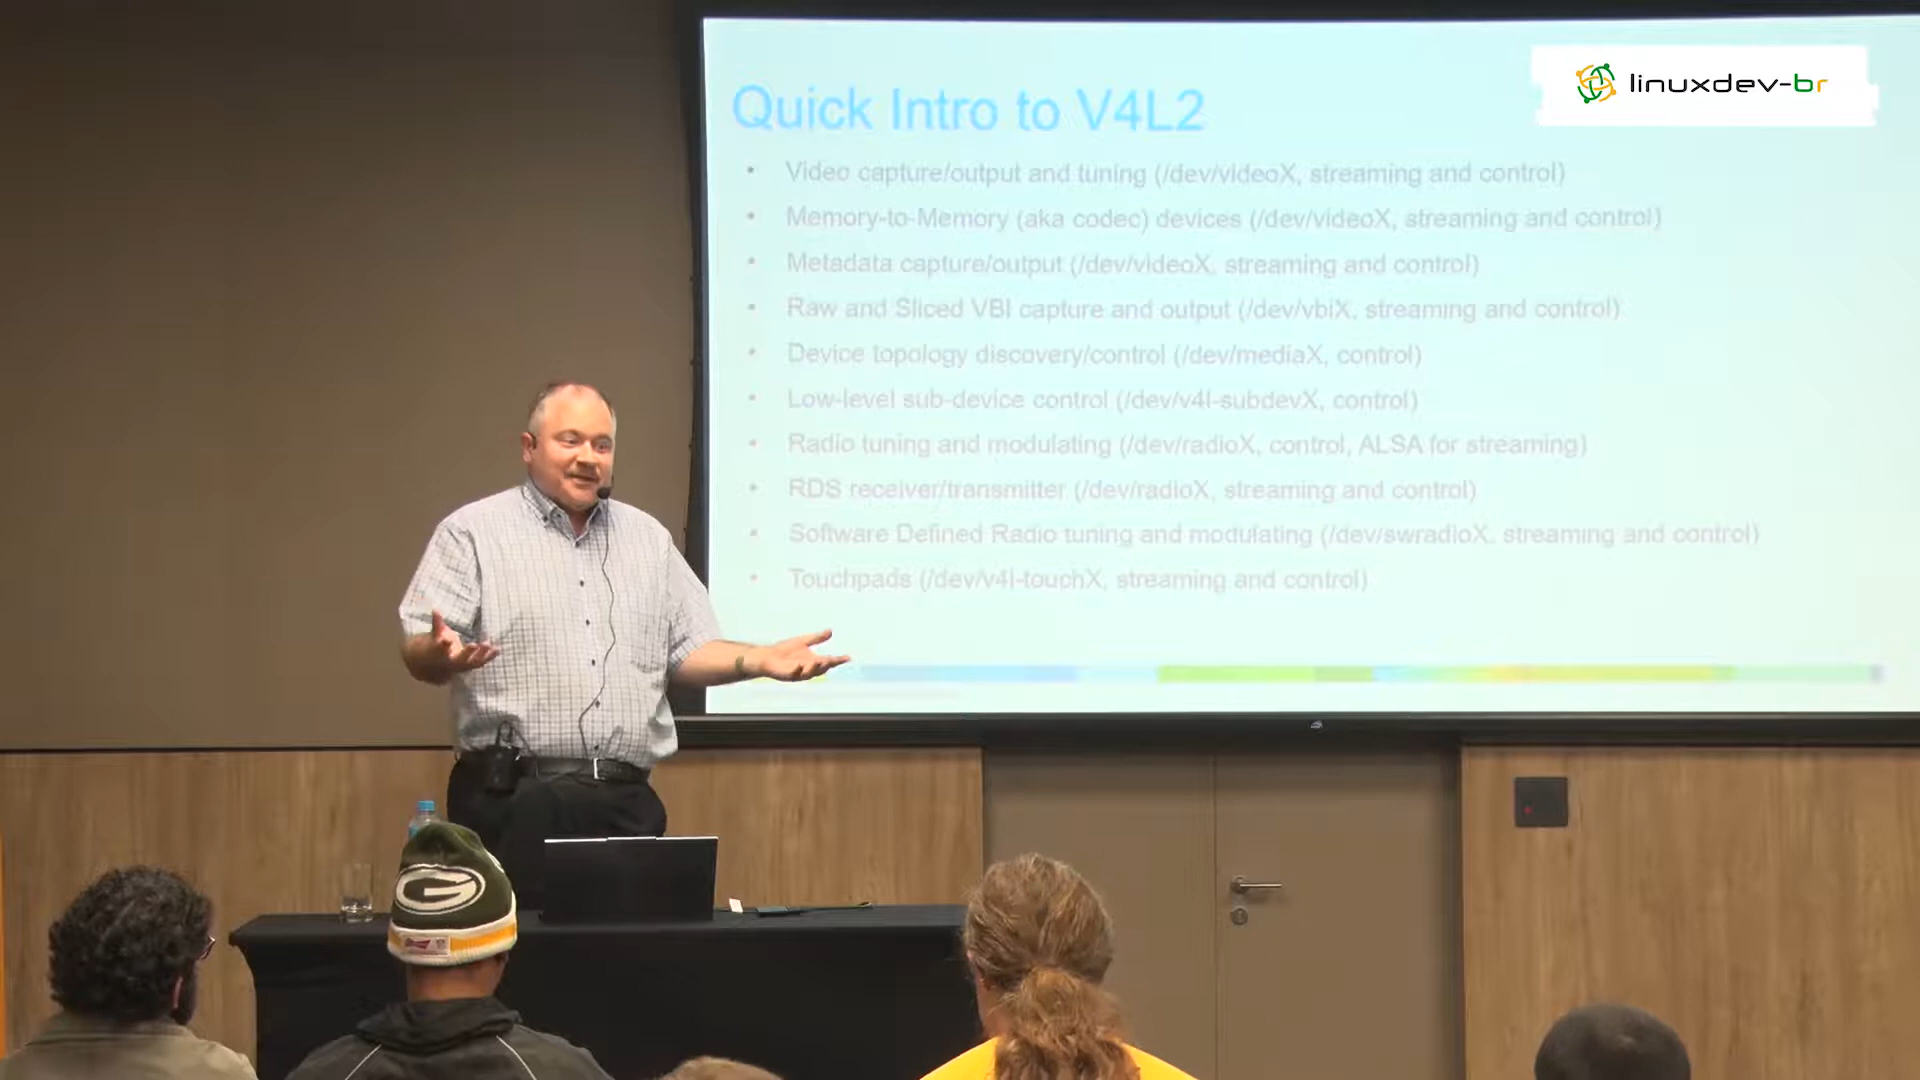 linuxdev-br
Quick Intro to V4L2
• Video capture/output and tuning (/dev/videoX, streaming and control)
• Memory-to-Memory (aka codec) devices (/dev/videoX, streaming and control)
• Metadata capture/output (/dev/videoX, streaming and control)
• Raw and Sliced VBI capture and output (/dev/vbiX, streaming and control)
• Device topology discovery/control (/dev/mediaX, control)
• Low-level sub-device control (/dev/v4l-subdevX, control)
• Radio tuning and modulating (/dev/radioX, control, ALSA for streaming)
• RDS receiver/transmitter (/dev/radioX, streaming and control)
• Software Defined Radio tuning and modulating (/dev/swradioX, streaming and control)
• Touchpads (/dev/v4l-touchX, streaming and control)
G